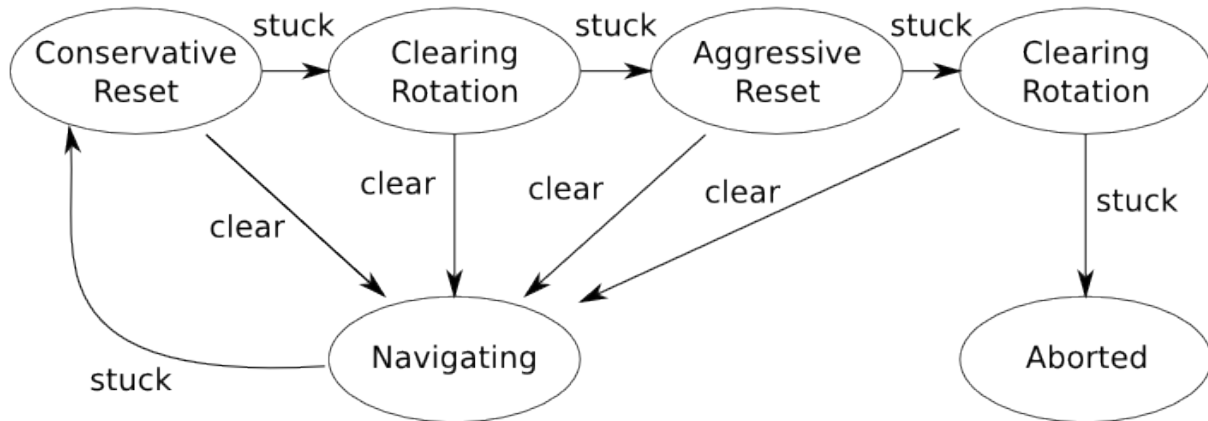 stuck
stuck
stuck
Conservative
Reset
Clearing
Rotation
Aggressive
Reset
Clearing
Rotation
clear
clear
clear
clear
stuck
Navigating
Aborted
stuck